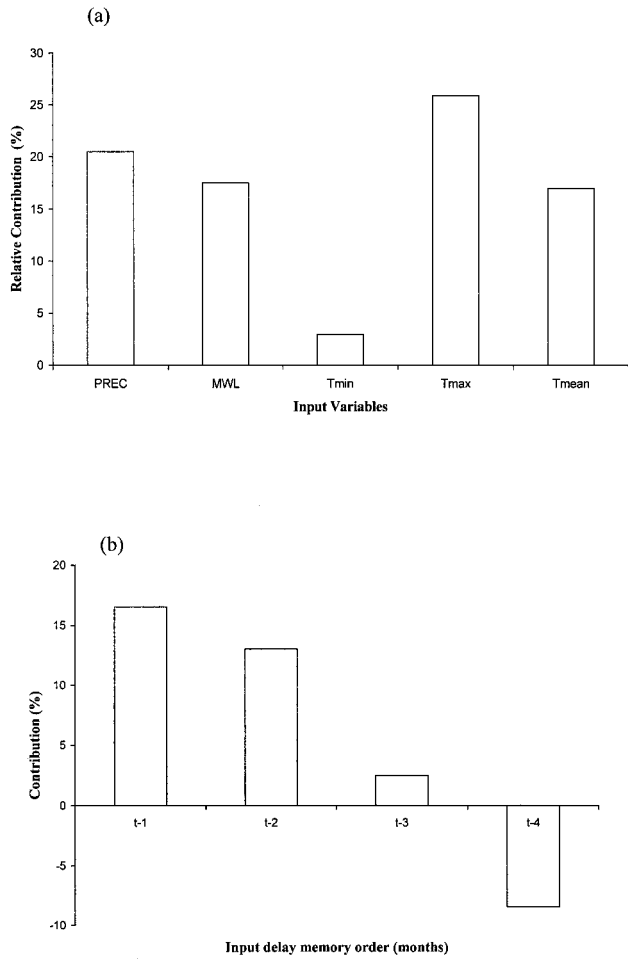 (a)
30
25
20
15
10
5
0
Relative Contribution (%)
PREC MWL Tmin Tmax Tmean
Input Variables
(b)
20
15
10
5
0
-5
-10
Contribution (%)
t-1 t-2 t-3 t-4
Input delay memory order (months)